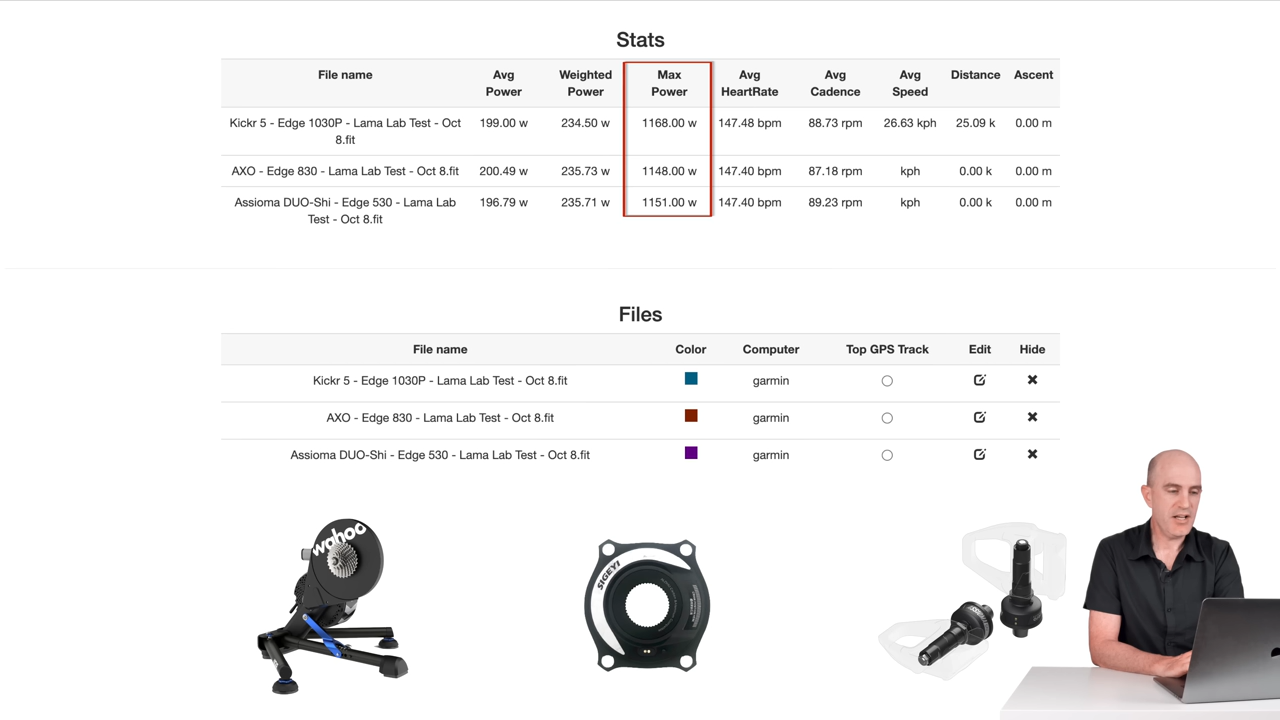 Stats
File name Avg Power Weighted Power Max Power Avg HeartRate Avg Cadence Avg Speed Distance Ascent
Kickr 5 - Edge 1030P - Lama Lab Test - Oct 8.fit 199.00 w 234.50 w 1168.00 w 147.48 bpm 88.73 rpm 26.63 kph 25.09 k 0.00 m
AXO - Edge 830 - Lama Lab Test - Oct 8.fit 200.49 w 235.73 w 1148.00 w 147.40 bpm 87.18 rpm kph 0.00 k 0.00 m
Assioma DUO-Shi - Edge 530 - Lama Lab Test - Oct 8.fit 196.79 w 235.71 w 1151.00 w 147.40 bpm 89.23 rpm kph 0.00 k 0.00 m
Files
File name Color Computer Top GPS Track Edit Hide
Kickr 5 - Edge 1030P - Lama Lab Test - Oct 8.fit garmin
AXO - Edge 830 - Lama Lab Test - Oct 8.fit garmin
Assioma DUO-Shi - Edge 530 - Lama Lab Test - Oct 8.fit garmin
wahoo
SIGEYI